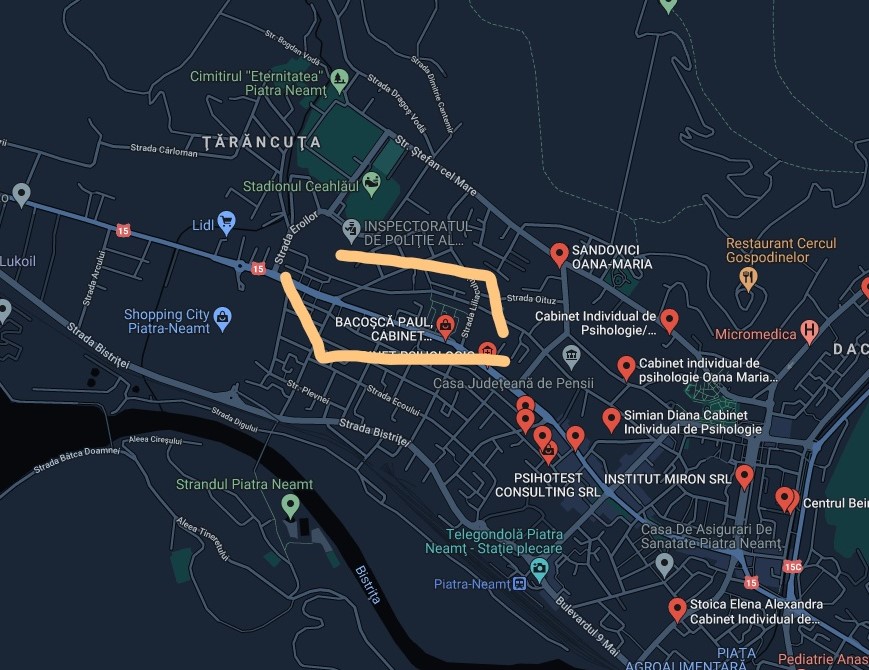 Str. Bogdan Vodă
Strada Dimitrie Cantemir
Cimitirul "Eternitatea"
Piatra Neamț
Strada Dragoș Vodă
ȚĂRĂNCUȚA
Str. Ștefan cel Mare
Strada Cârloman
Stadionul Ceahlăul
Lidl
15
Strada Eroilor
INSPECTORATUL
DE POLIȚIE AL...
SANDOVICI
OANA-MARIA
Restaurant Cercul
Gospodinelor
Lukoil
15
Strada Arcului
Strada Oituz
Strada Liliacului
Shopping City
Piatra-Neamț
BACOȘCĂ PAUL,
CABINET...
Cabinet Individual de
Psihologie/...
Micromedica
DAC
Strada Bistriței
Casa Județeană de Pensii
Cabinet individual de
psihologie Oana Maria...
Str. Plevnei
Strada Ecoului
Simian Diana Cabinet
Individual de Psihologie
Strada Digului
Strada Bistriței
Aleea Cireșului
Strada Bâtca Doamnei
Strandul Piatra Neamt
PSIHOTEST
CONSULTING SRL
INSTITUT MIRON SRL
Centrul Bein
Aleea Tineretului
Telegondolă Piatra
Neamț - Stație plecare
Casa De Asigurari De
Sanatate Piatra Neamț
Piatra-Neamț
Bistrița
15
15C
Bulevardul 9 Mai
Stoica Elena Alexandra
Cabinet Individual de...
PIAȚA
AGROALIMENTARĂ
Pediatrie Anas